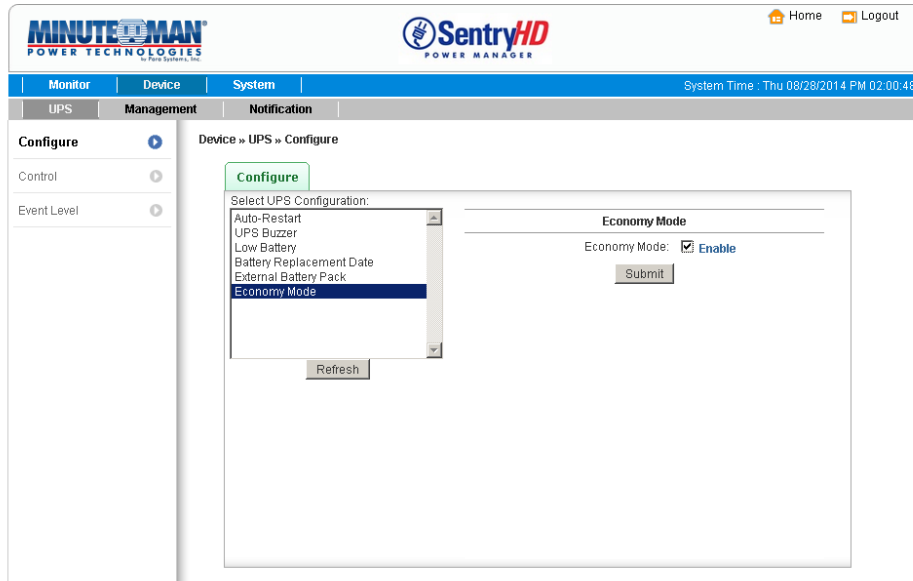 Home Logout
MINUTEMAN®
POWER TECHNOLOGIES
by Para Systems, Inc.
SentryHD
POWER MANAGER
Monitor Device System System Time : Thu 08/28/2014 PM 02:00:48
UPS Management Notification
Configure
Control
Event Level
Device » UPS » Configure
Configure
Select UPS Configuration:
Auto-Restart
UPS Buzzer
Low Battery
Battery Replacement Date
External Battery Pack
Economy Mode
Refresh
Economy Mode
Economy Mode: Enable
Submit